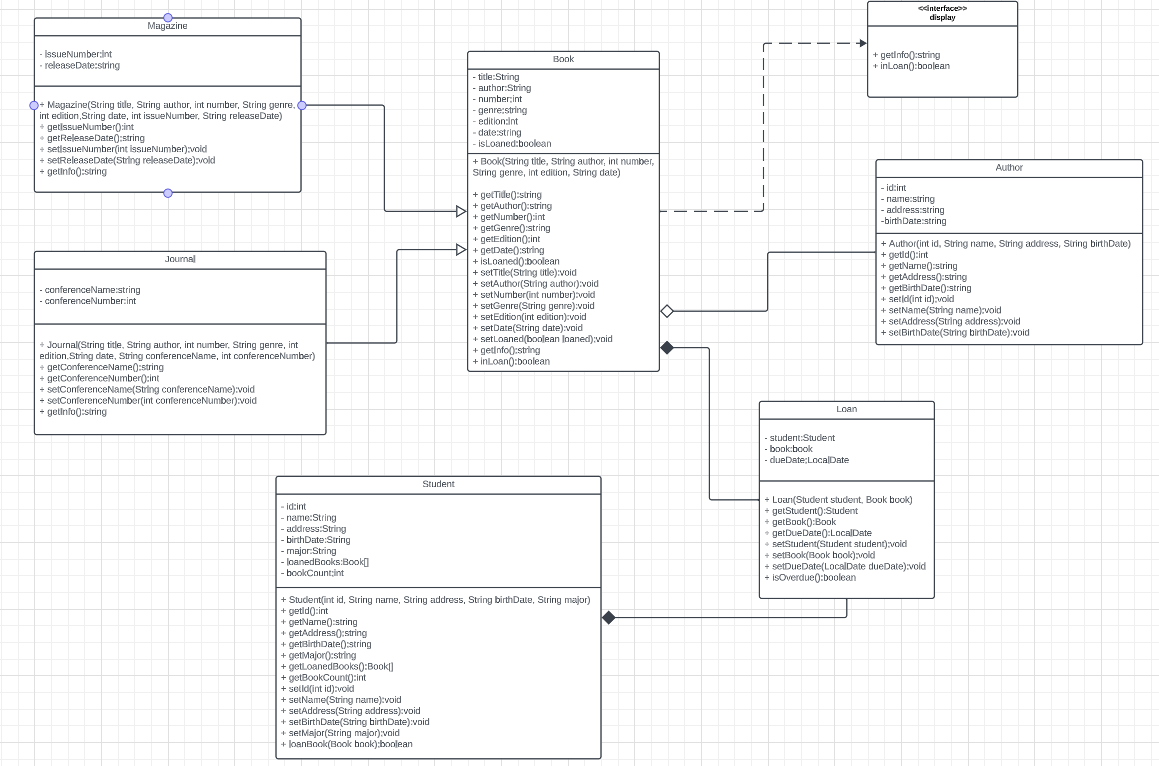 Magazine
- issueNumber:int
- releaseDate:string
+ Magazine(String title, String author, int number, String genre,
int edition,String date, int issueNumber, String releaseDate)
+ getIssueNumber():int
+ getReleaseDate():string
+ setIssueNumber(int issueNumber):void
+ setReleaseDate(String releaseDate):void
+ getInfo():string
Journal
- conferenceName:string
- conferenceNumber:int
+ Journal(String title, String author, int number, String genre, int
edition,String date, String conferenceName, int conferenceNumber)
+ getConferenceName():string
+ getConferenceNumber():int
+ setConferenceName(String conferenceName):void
+ setConferenceNumber(int conferenceNumber):void
+ getInfo():string
Book
- title:String
- author:String
- number:int
- genre:string
- edition:int
- date:string
- isLoaned:boolean
+ Book(String title, String author, int number,
String genre, int edition, String date)
+ getTitle():string
+ getAuthor():string
+ getNumber():int
+ getGenre():string
+ getEdition():int
+ getDate():string
+ isLoaned():boolean
+ setTitle(String title):void
+ setAuthor(String author):void
+ setNumber(int number):void
+ setGenre(String genre):void
+ setEdition(int edition):void
+ setDate(String date):void
+ setLoaned(boolean loaned):void
+ getInfo():string
+ inLoan():boolean
<<interface>>
display
+ getInfo():string
+ inLoan():boolean
Author
- id:int
- name:string
- address:string
-birthDate:string
+ Author(int id, String name, String address, String birthDate)
+ getId():int
+ getName():string
+ getAddress():string
+ getBirthDate():string
+ setId(int id):void
+ setName(String name):void
+ setAddress(String address):void
+ setBirthDate(String birthDate):void
Loan
- student:Student
- book:book
- dueDate:LocalDate
+ Loan(Student student, Book book)
+ getStudent():Student
+ getBook():Book
+ getDueDate():LocalDate
+ setStudent(Student student):void
+ setBook(Book book):void
+ setDueDate(LocalDate dueDate):void
+ isOverdue():boolean
Student
- id:int
- name:String
- address:String
- birthDate:String
- major:String
- loanedBooks:Book[]
- bookCount:int
+ Student(int id, String name, String address, String birthDate, String major)
+ getId():int
+ getName():string
+ getAddress():string
+ getBirthDate():string
+ getMajor():string
+ getLoanedBooks():Book[]
+ getBookCount():int
+ setId(int id):void
+ setName(String name):void
+ setAddress(String address):void
+ setBirthDate(String birthDate):void
+ setMajor(String major):void
+ loanBook(Book book):boolean